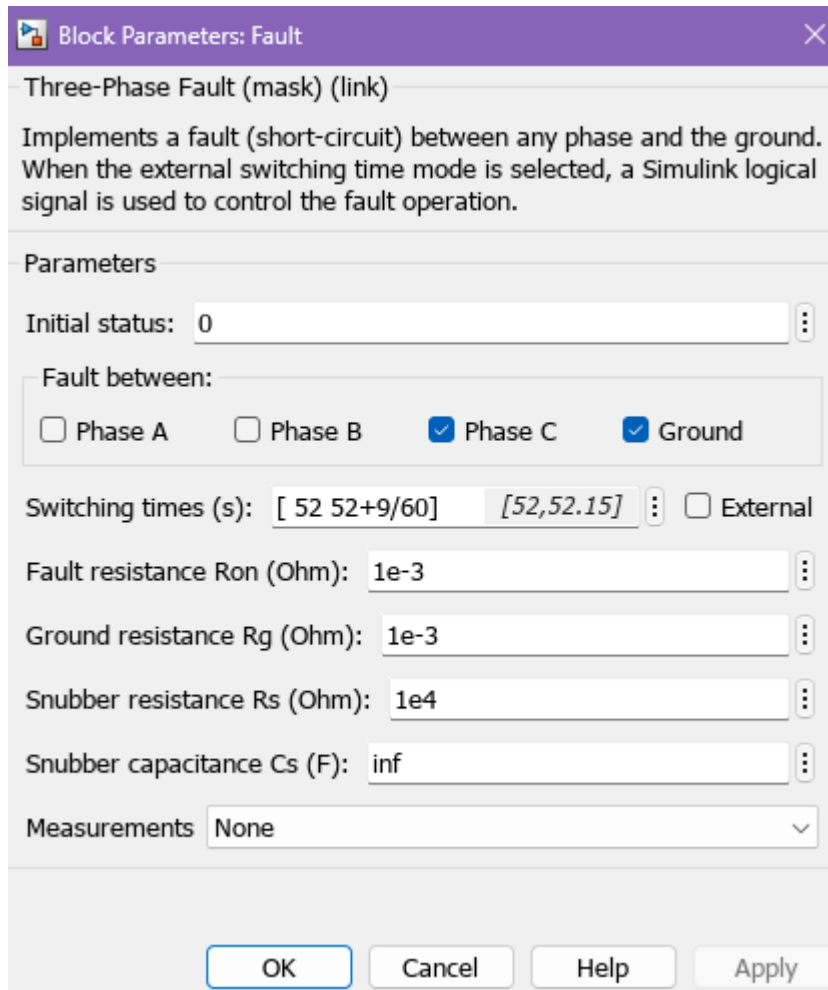 Block Parameters: Fault
Three-Phase Fault (mask) (link)
Implements a fault (short-circuit) between any phase and the ground.
When the external switching time mode is selected, a Simulink logical
signal is used to control the fault operation.
Parameters
Initial status: 0
Fault between:
Phase A Phase B Phase C Ground
Switching times (s): [ 52 52+9/60] [52,52.15] External
Fault resistance Ron (Ohm): 1e-3
Ground resistance Rg (Ohm): 1e-3
Snubber resistance Rs (Ohm): 1e4
Snubber capacitance Cs (F): inf
Measurements None
OK Cancel Help Apply